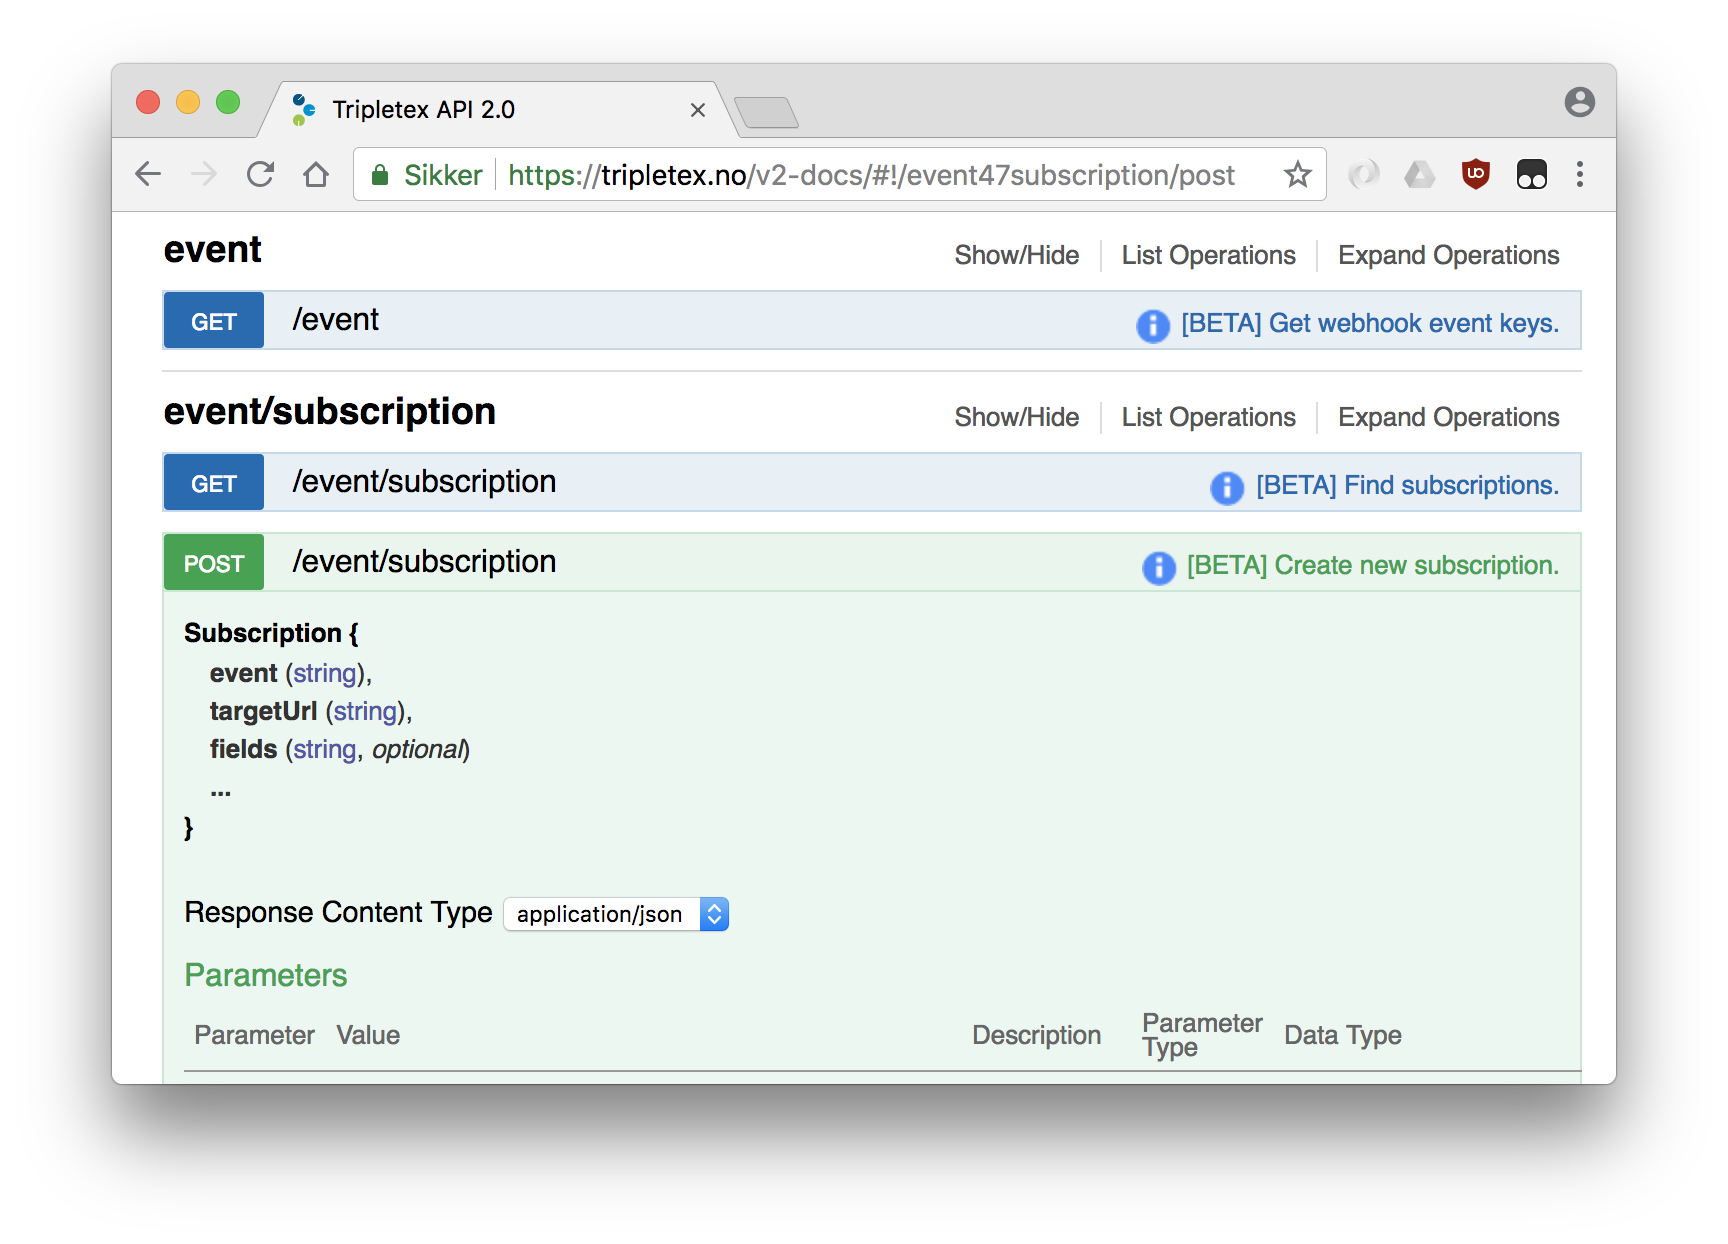 Tripletex API 2.0
Sikker https://tripletex.no/v2-docs/#!/event47subscription/post
event Show/Hide List Operations Expand Operations
GET /event [BETA] Get webhook event keys.
event/subscription Show/Hide List Operations Expand Operations
GET /event/subscription [BETA] Find subscriptions.
POST /event/subscription [BETA] Create new subscription.
Subscription {
event (string),
targetUrl (string),
fields (string, optional)
...
}
Response Content Type application/json
Parameters
Parameter Value Description Parameter Type Data Type